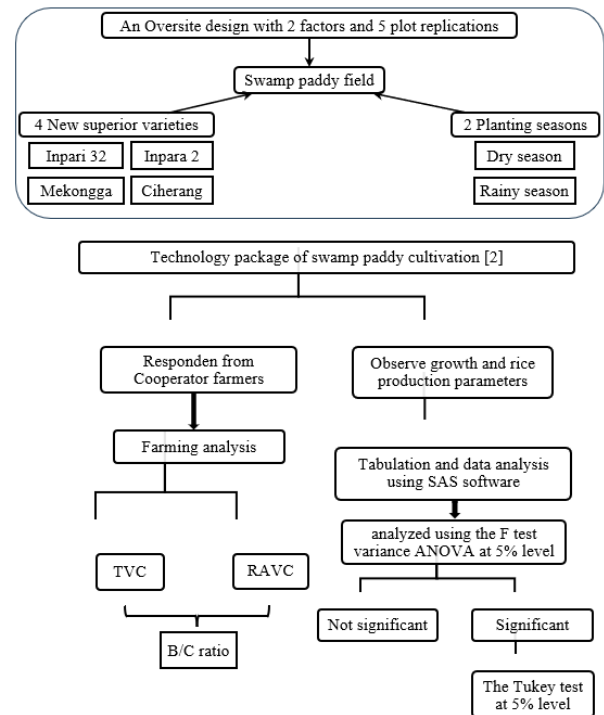 An Oversite design with 2 factors and 5 plot replications
Swamp paddy field
4 New superior varieties
2 Planting seasons
Inpari 32
Inpara 2
Dry season
Mekongga
Ciherang
Rainy season
Technology package of swamp paddy cultivation [2]
Responden from
Cooperator farmers
Observe growth and rice
production parameters
Farming analysis
Tabulation and data analysis
using SAS software
analyzed using the F test
variance ANOVA at 5% level
TVC
RAVC
Not significant
Significant
B/C ratio
The Tukey test
at 5% level